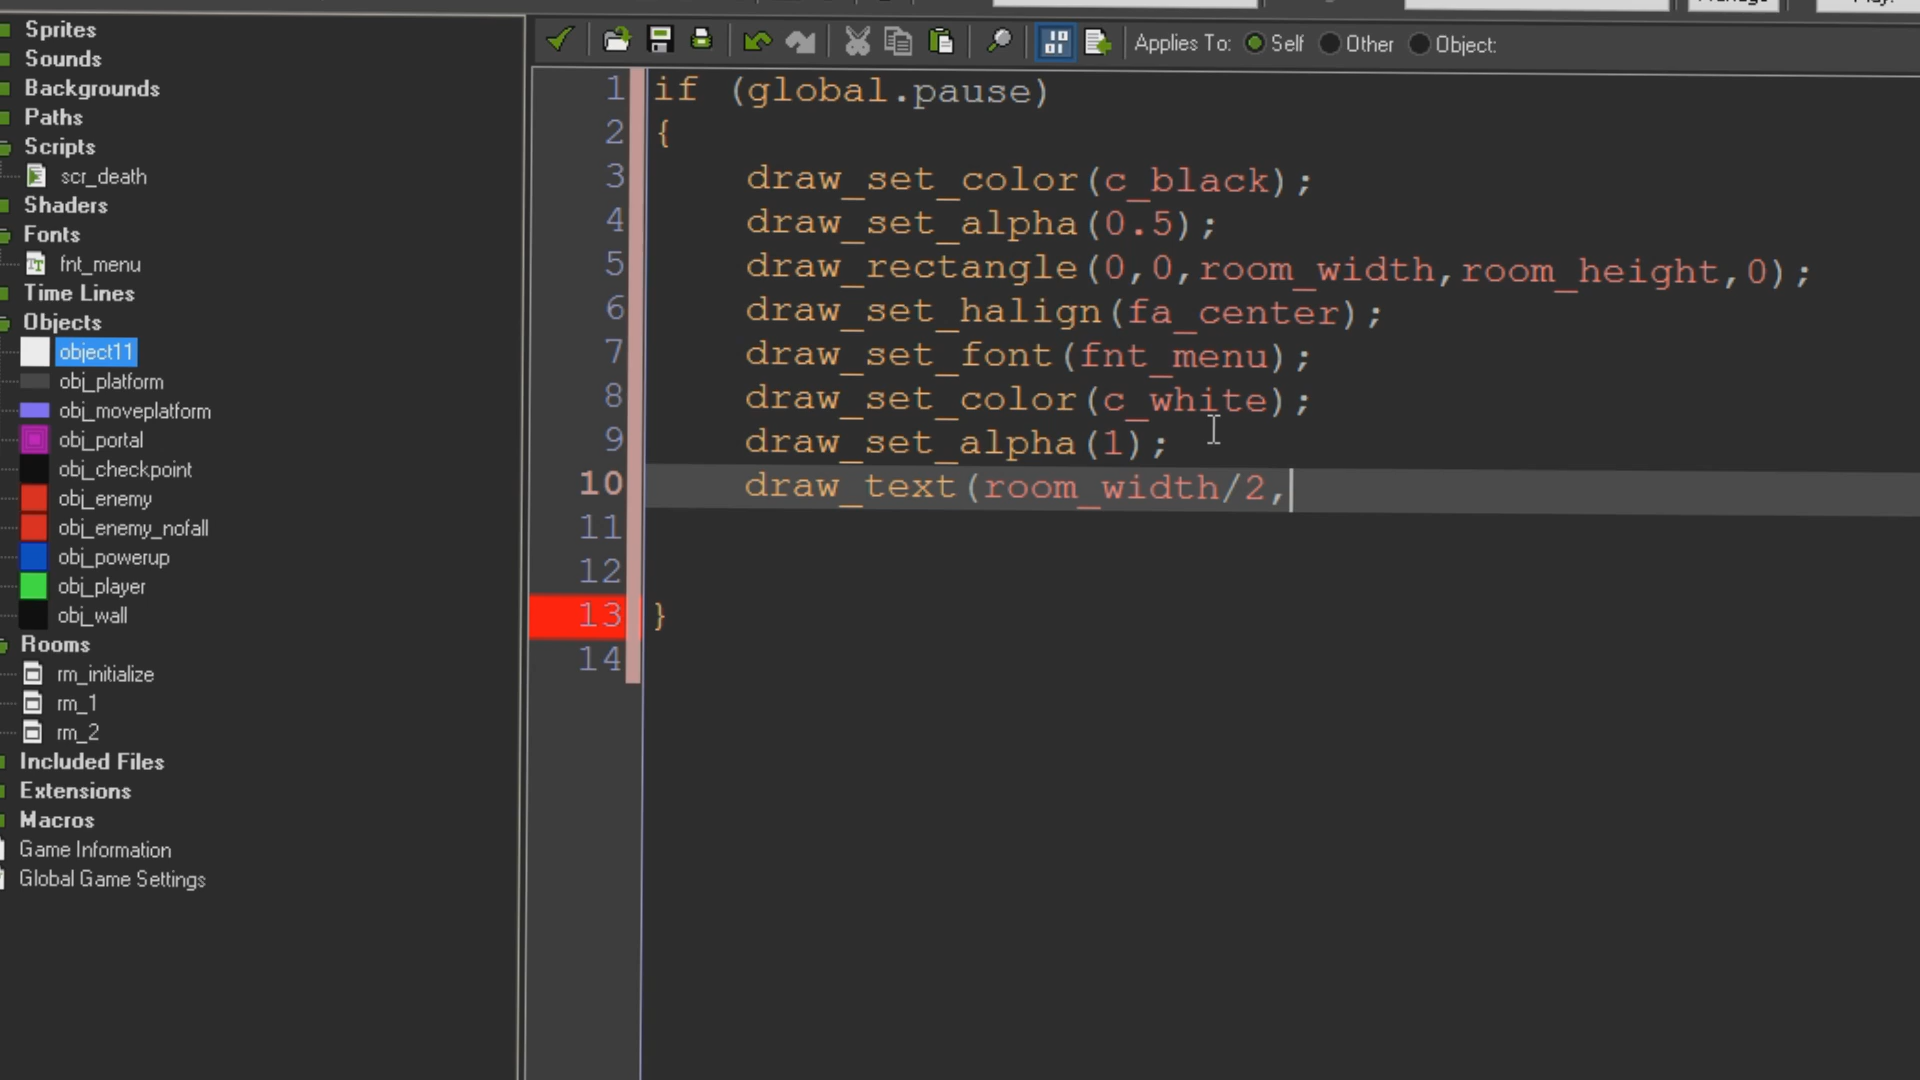 Sprites
Sounds
Backgrounds
Paths
Scripts
scr_death
Shaders
Fonts
fnt_menu
Time Lines
Objects
object11
obj_platform
obj_moveplatform
obj_portal
obj_checkpoint
obj_enemy
obj_enemy_nofall
obj_powerup
obj_player
obj_wall
Rooms
rm_initialize
rm_1
rm_2
Included Files
Extensions
Macros
Game Information
Global Game Settings
Applies To: Self Other Object:
1 if (global.pause)
2 {
3 draw_set_color(c_black);
4 draw_set_alpha(0.5);
5 draw_rectangle(0,0,room_width,room_height,0);
6 draw_set_halign(fa_center);
7 draw_set_font(fnt_menu);
8 draw_set_color(c_white);
9 draw_set_alpha(1);
10 draw_text(room_width/2,
11
12
13 }
14